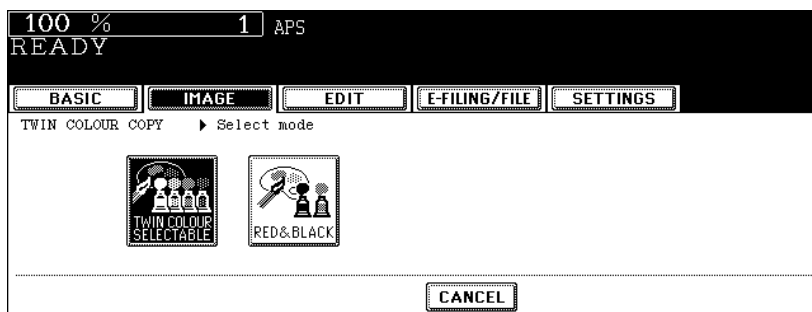 100 % 1 APS
READY
BASIC IMAGE EDIT E-FILING/FILE SETTINGS
TWIN COLOUR COPY ▶ Select mode
TWIN COLOUR
SELECTABLE
RED&BLACK
CANCEL